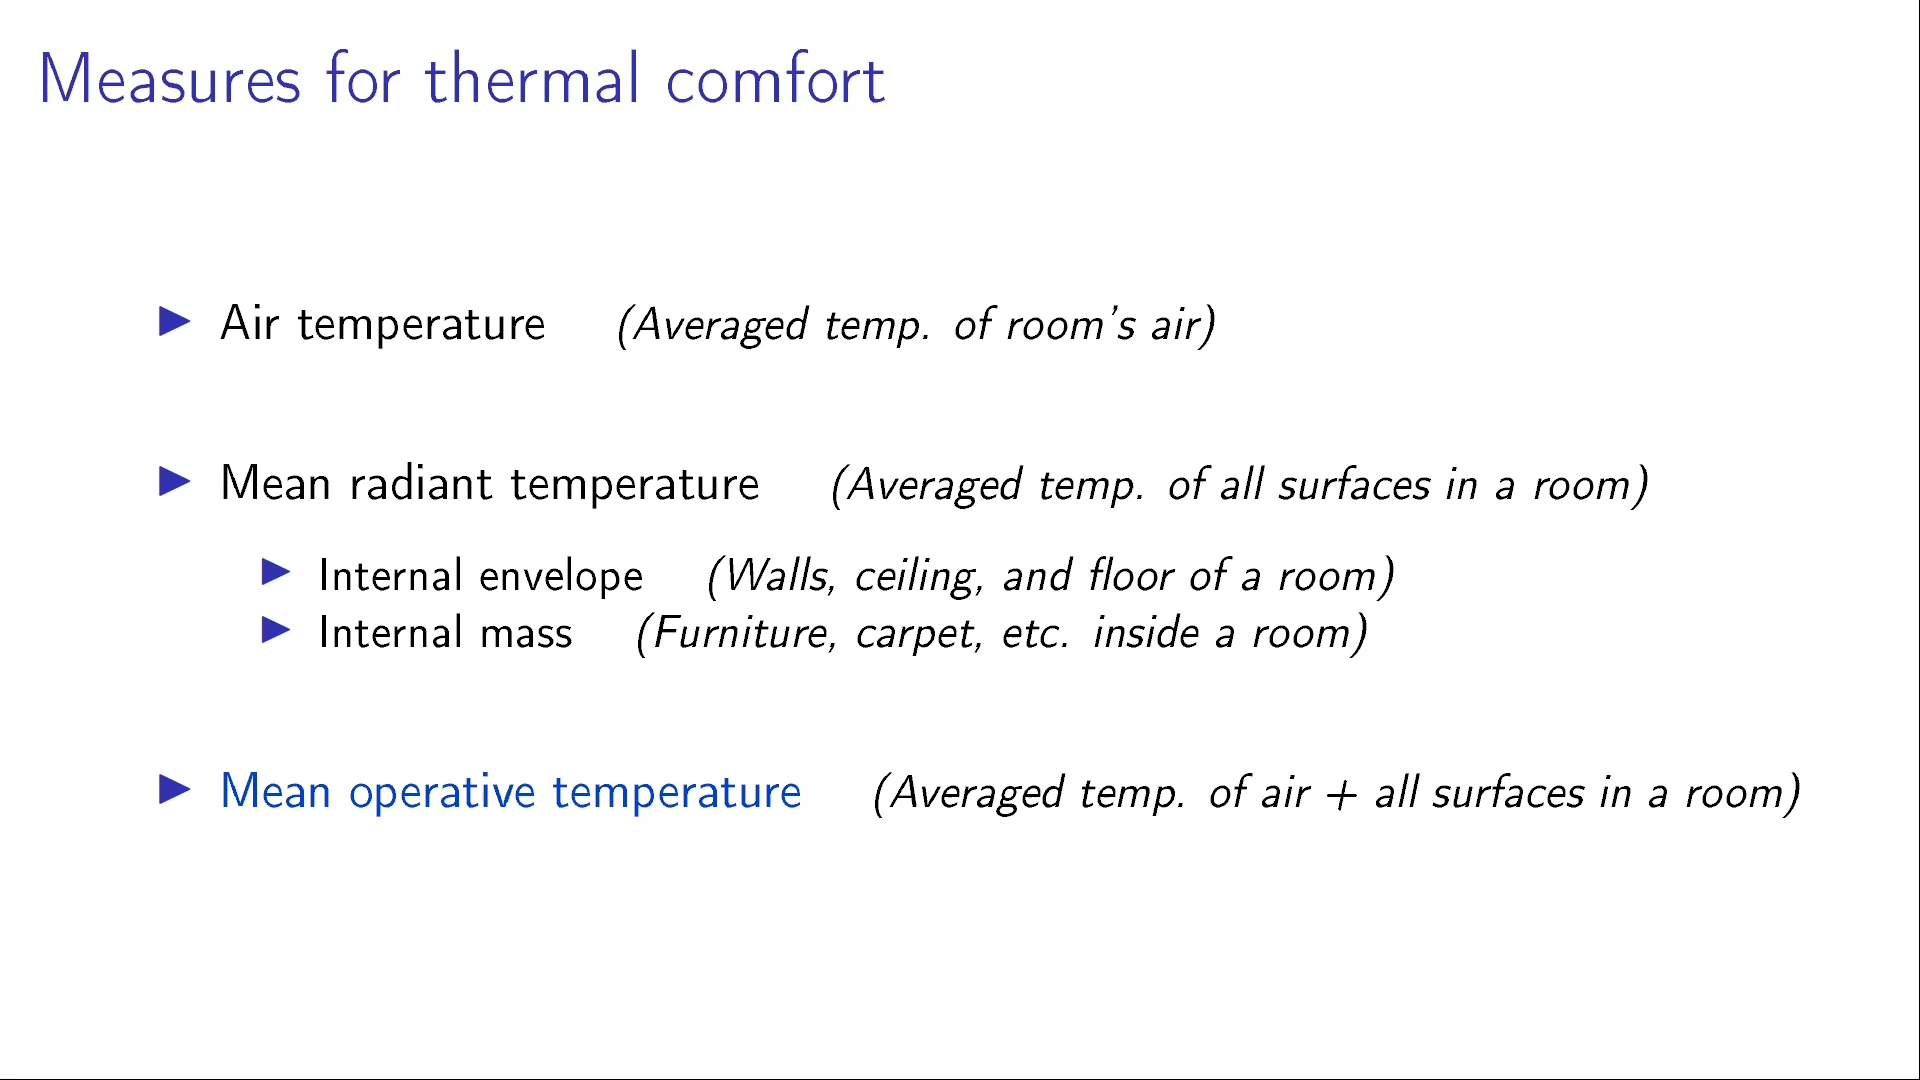 Measures for thermal comfort
Air temperature (Averaged temp. of room's air)
Mean radiant temperature (Averaged temp. of all surfaces in a room)
Internal envelope (Walls, ceiling, and floor of a room)
Internal mass (Furniture, carpet, etc. inside a room)
Mean operative temperature (Averaged temp. of air + all surfaces in a room)